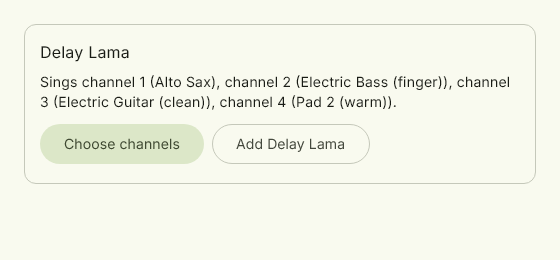 Delay Lama
Sings channel 1 (Alto Sax), channel 2 (Electric Bass (finger)), channel
3 (Electric Guitar (clean)), channel 4 (Pad 2 (warm)).
Choose channels
Add Delay Lama